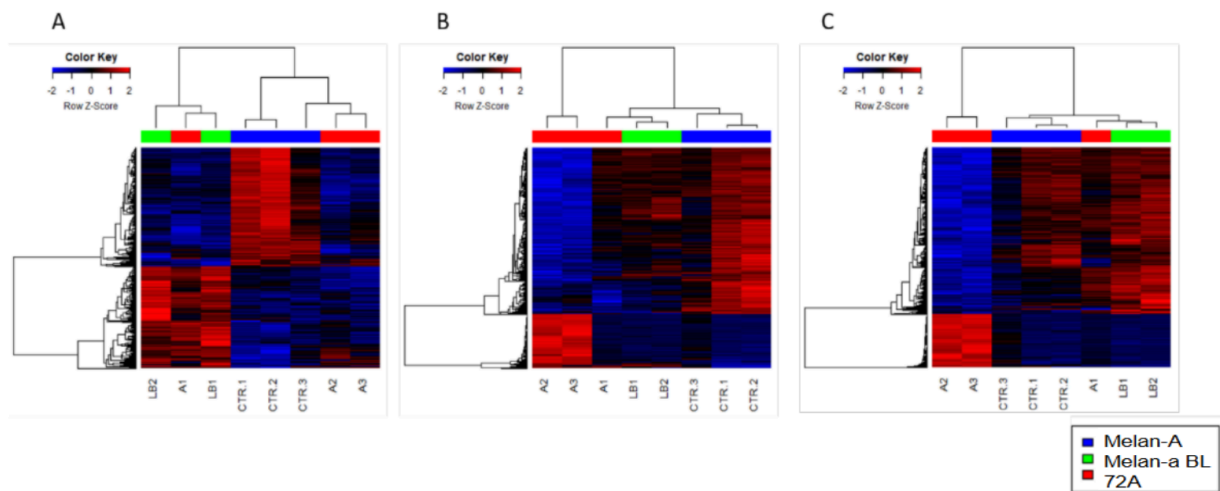 A
B
C
Color Key
-2 -1 0 1 2
Row Z-Score
LB2 A1 LB1 CTR.1 CTR.2 CTR.3 A2 A3
Color Key
-2 -1 0 1 2
Row Z-Score
A2 A3 A1 LB1 LB2 CTR.3 CTR.1 CTR.2
Color Key
-2 -1 0 1 2
Row Z-Score
A2 A3 CTR.3 CTR.1 CTR.2 A1 LB1 LB2
Melan-A
Melan-a BL
72A